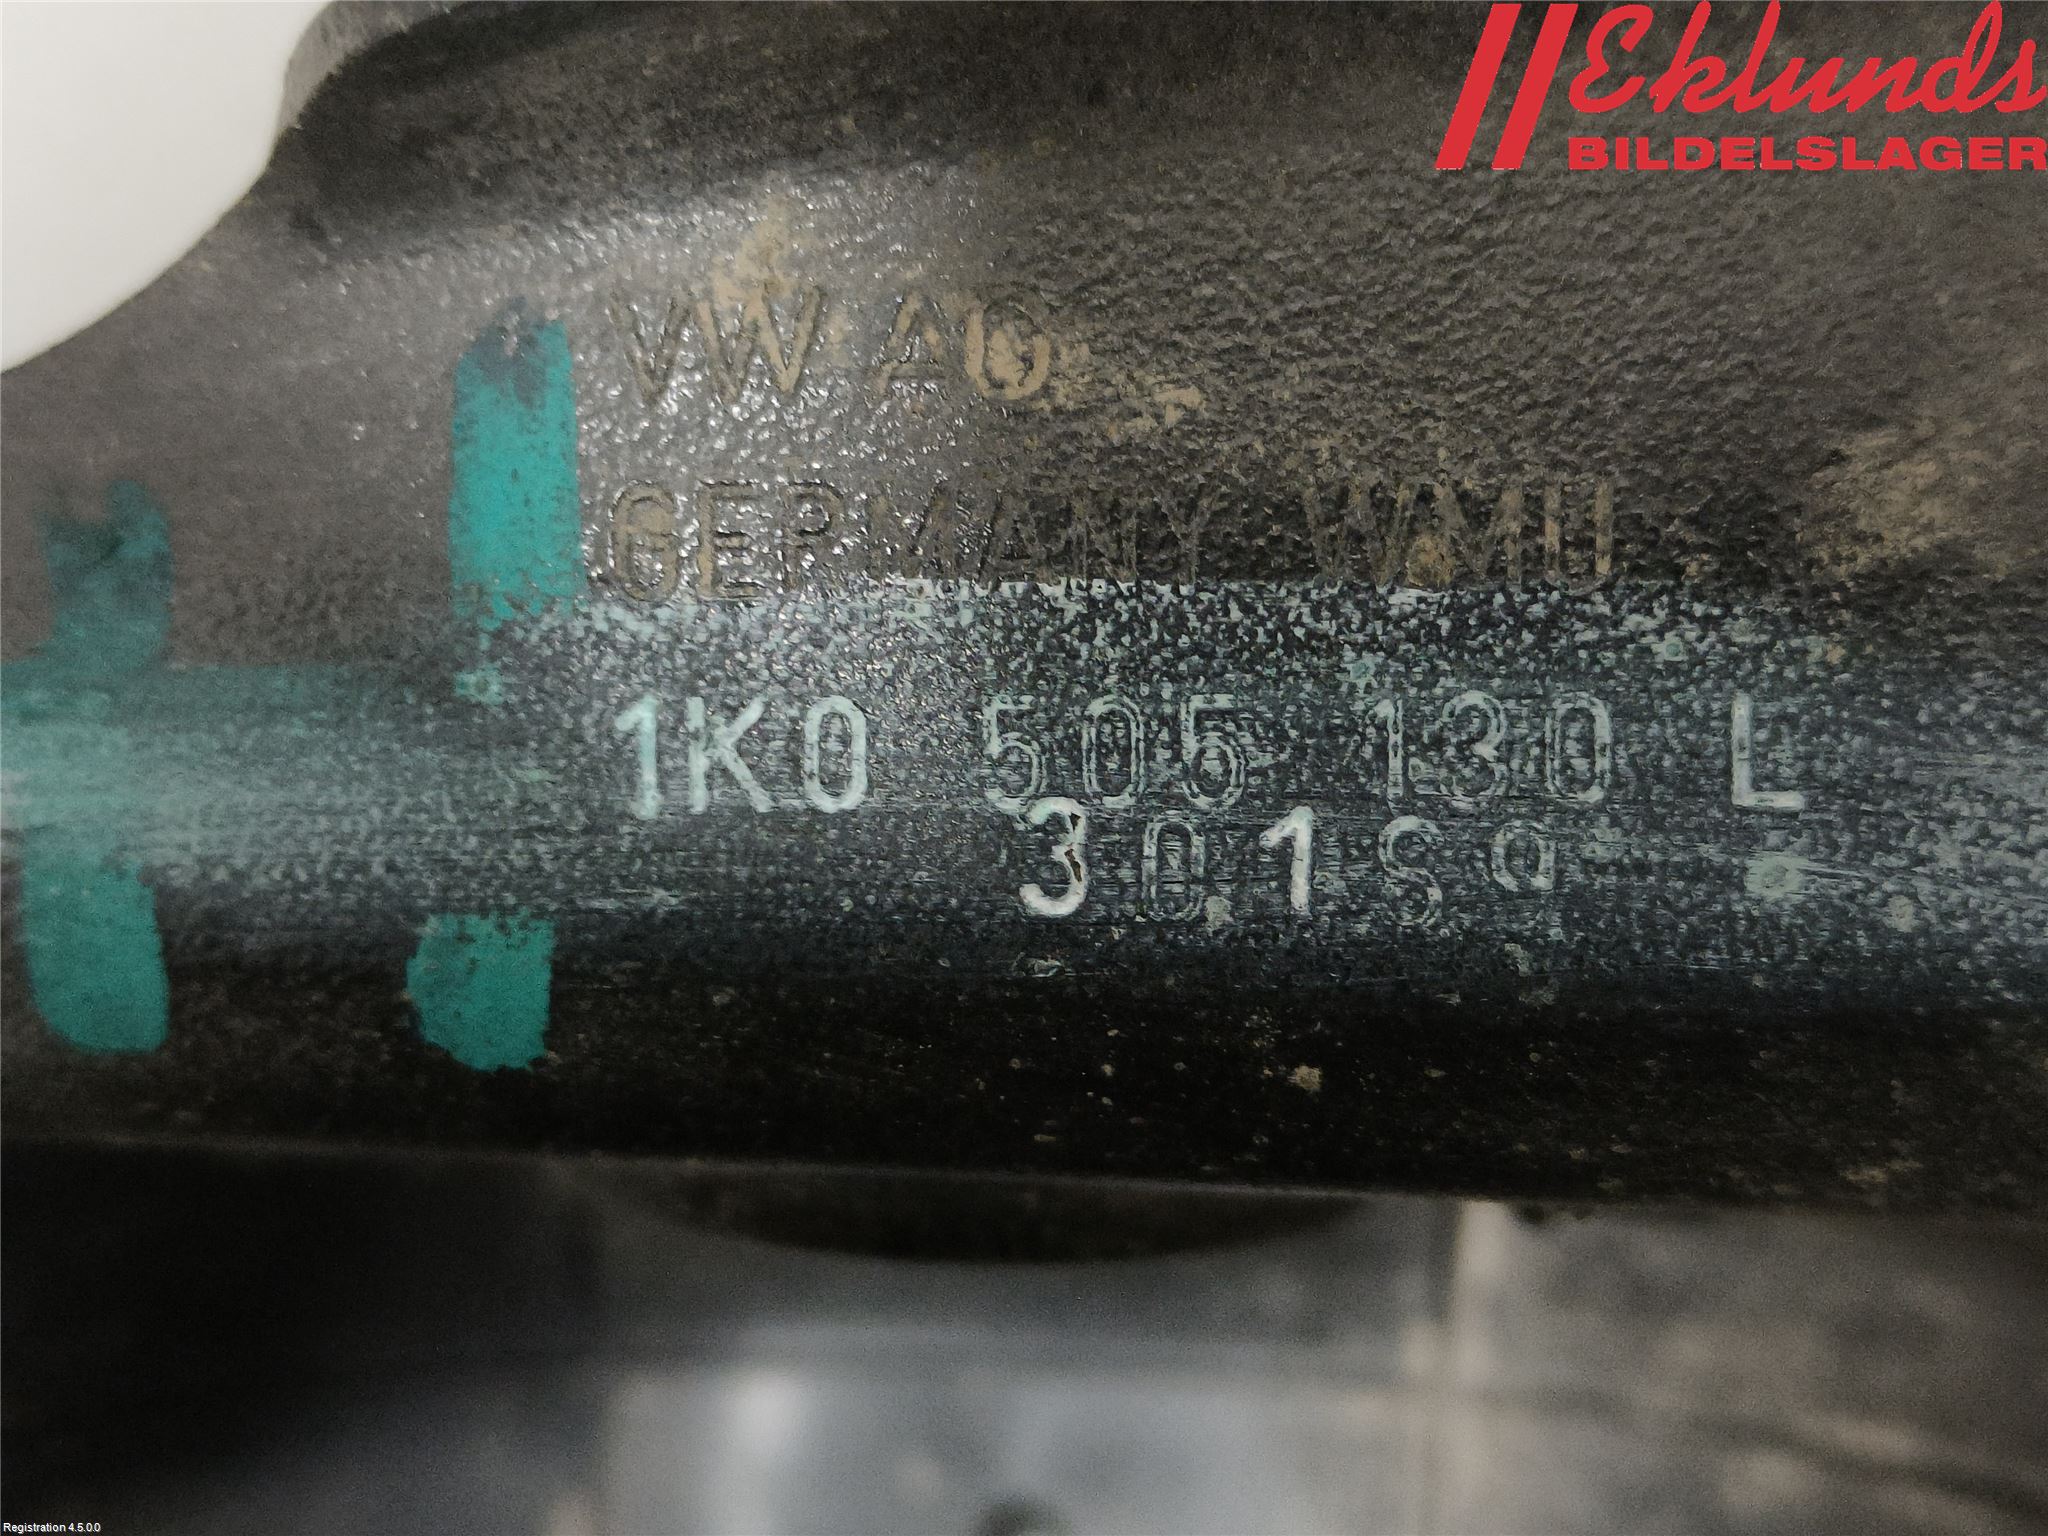 Eklunds
BILDELSLAGER
VW AG
GERMANY WMU
1K0 505 130 L
Registration 4.5.0.0